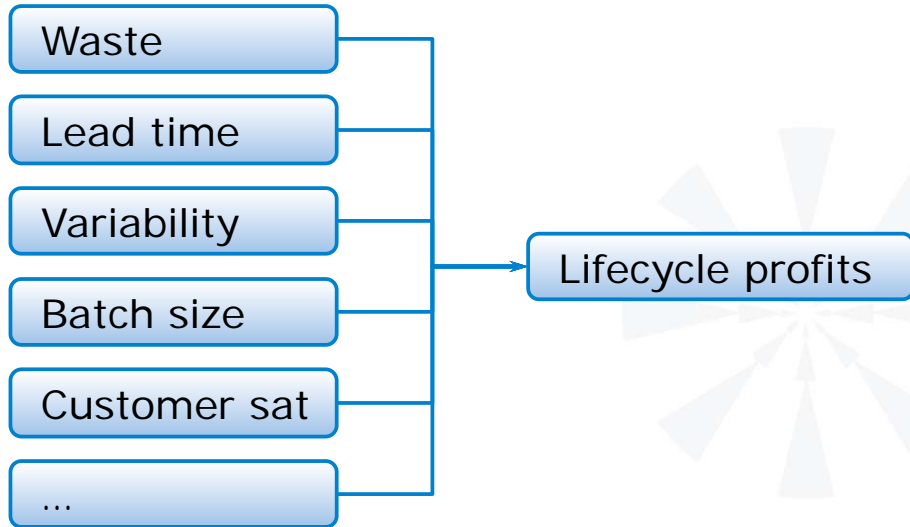 Waste
Lead time
Variability
Lifecycle profits
Batch size
Customer sat
...